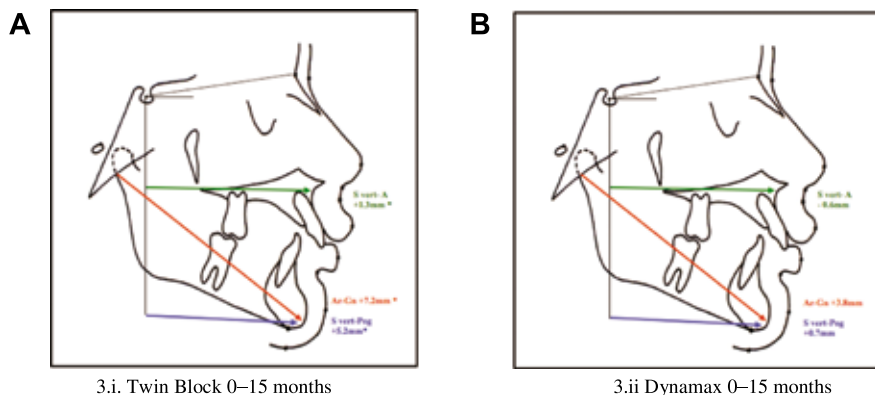 A
B
S vert- A
+1.3mm *
S vert- A
-0.6mm
Ar-Gn +7.2mm *
S vert-Pog
+5.2mm*
Ar-Gn +3.8mm
S vert-Pog
+0.7mm
3.i. Twin Block 0–15 months
3.ii Dynamax 0–15 months